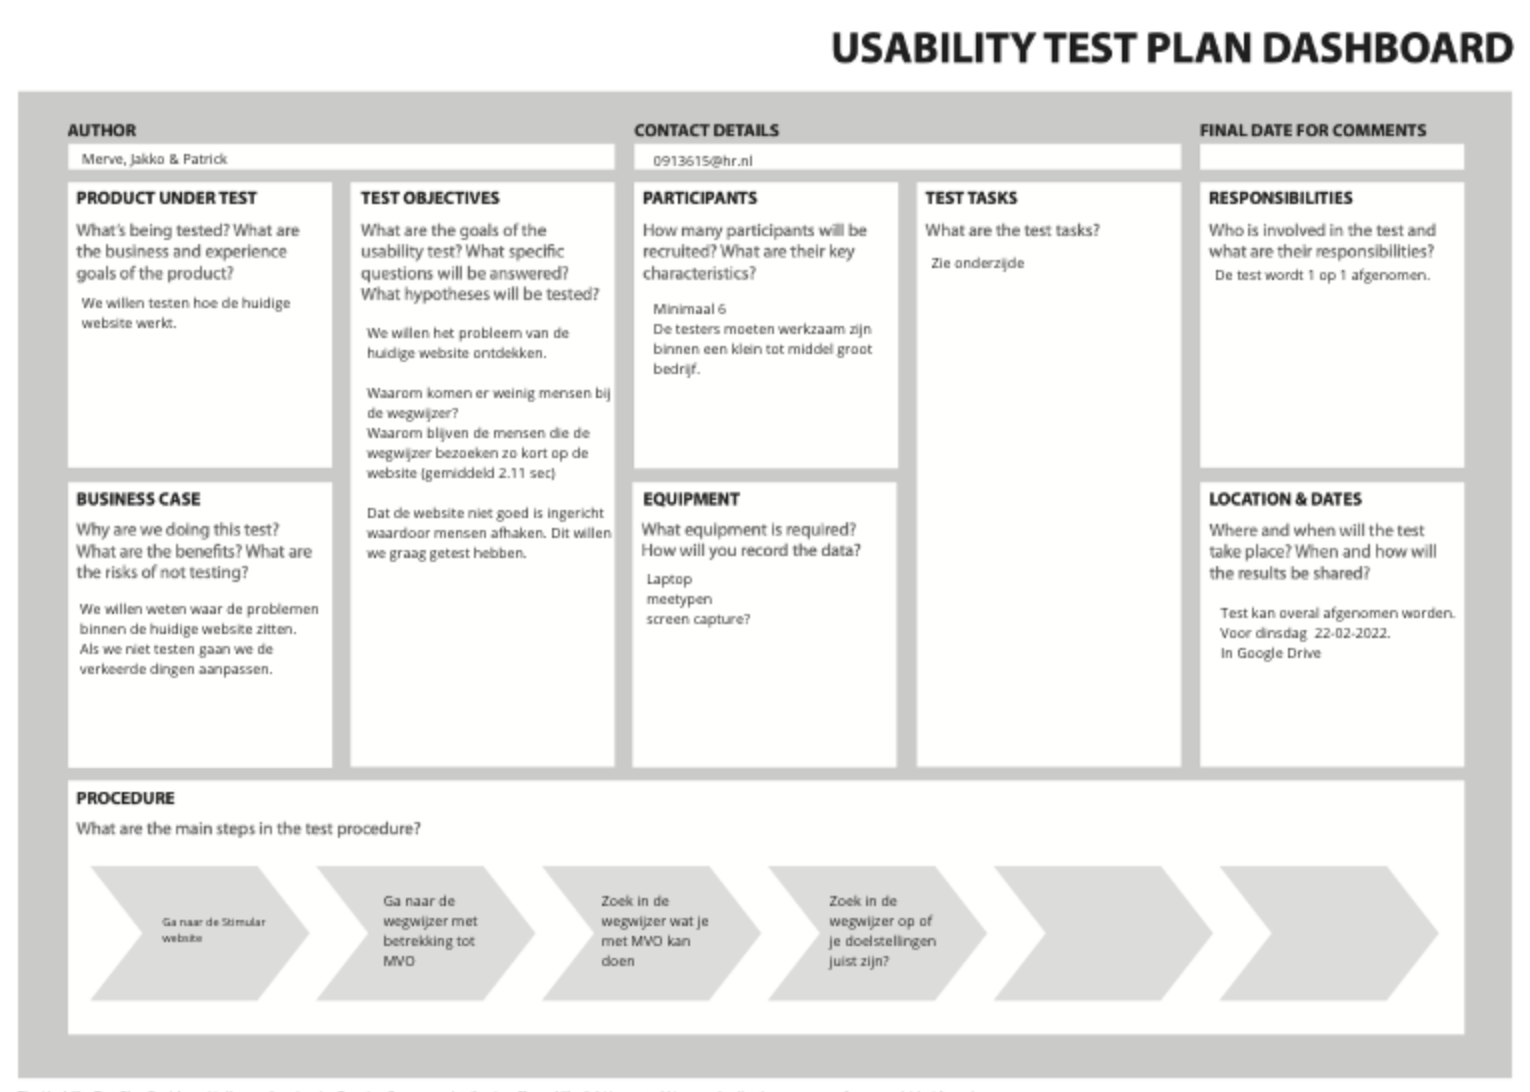 USABILITY TEST PLAN DASHBOARD
AUTHOR
Merve, Jakko & Patrick
CONTACT DETAILS
0913615@hr.nl
FINAL DATE FOR COMMENTS
PRODUCT UNDER TEST
What's being tested? What are
the business and experience
goals of the product?
We willen testen hoe de huidige
website werkt.
BUSINESS CASE
Why are we doing this test?
What are the benefits? What are
the risks of not testing?
We willen weten waar de problemen
binnen de huidige website zitten.
Als we niet testen gaan we de
verkeerde dingen aanpassen.
TEST OBJECTIVES
What are the goals of the
usability test? What specific
questions will be answered?
What hypotheses will be tested?
We willen het probleem van de
huidige website ontdekken.
Waarom komen er weinig mensen bij
de wegwijzer?
Waarom blijven de mensen die de
wegwijzer bezoeken zo kort op de
website (gemiddeld 2.11 sec)
Dat de website niet goed is ingericht
waardoor mensen afhaken. Dit willen
we graag getest hebben.
PARTICIPANTS
How many participants will be
recruited? What are their key
characteristics?
Minimaal 6
De testers moeten werkzaam zijn
binnen een klein tot middel groot
bedrijf.
EQUIPMENT
What equipment is required?
How will you record the data?
Laptop
meetypen
screen capture?
TEST TASKS
What are the test tasks?
Zie onderzijde
RESPONSIBILITIES
Who is involved in the test and
what are their responsibilities?
De test wordt 1 op 1 afgenomen.
LOCATION & DATES
Where and when will the test
take place? When and how will
the results be shared?
Test kan overal afgenomen worden.
Voor dinsdag 22-02-2022.
In Google Drive
PROCEDURE
What are the main steps in the test procedure?
Ga naar de Stimular
website
Ga naar de
wegwijzer met
betrekking tot
MVO
Zoek in de
wegwijzer wat je
met MVO kan
doen
Zoek in de
wegwijzer op of
je doelstellingen
juist zijn?